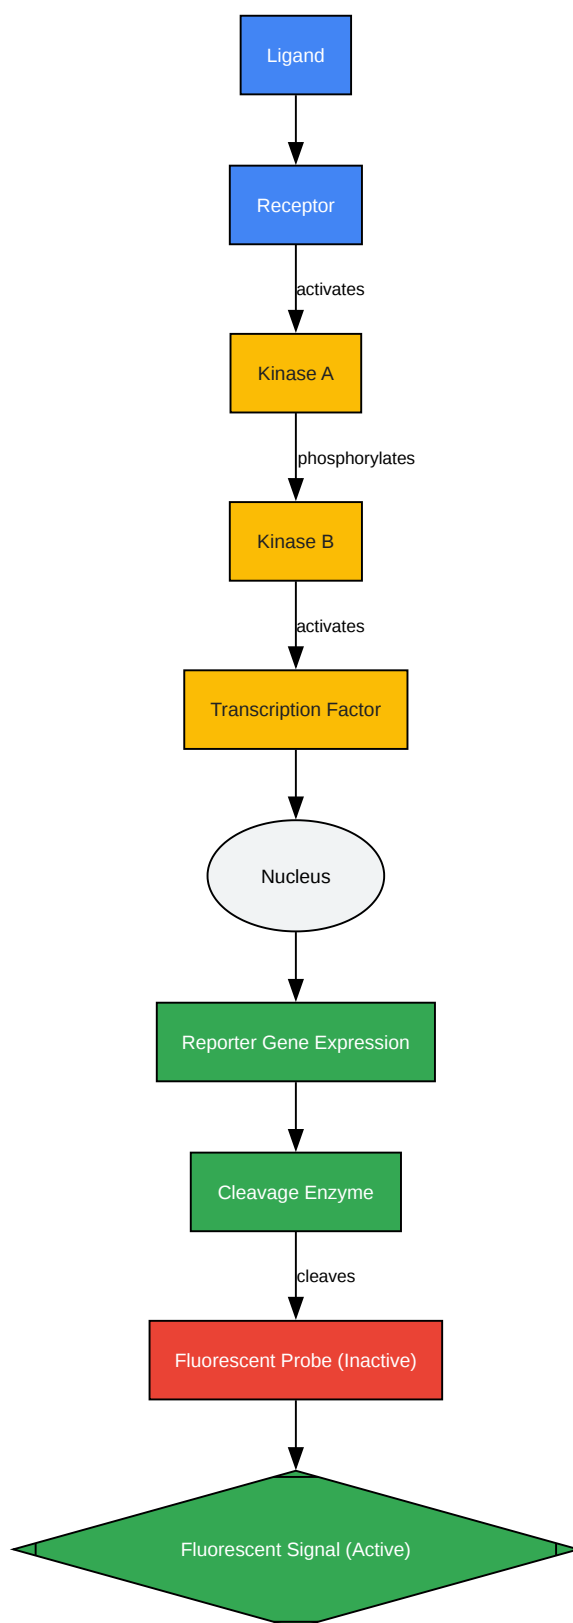 Ligand
Receptor
activates
Kinase A
phosphorylates
Kinase B
activates
Transcription Factor
Nucleus
Reporter Gene Expression
Cleavage Enzyme
cleaves
Fluorescent Probe (Inactive)
Fluorescent Signal (Active)